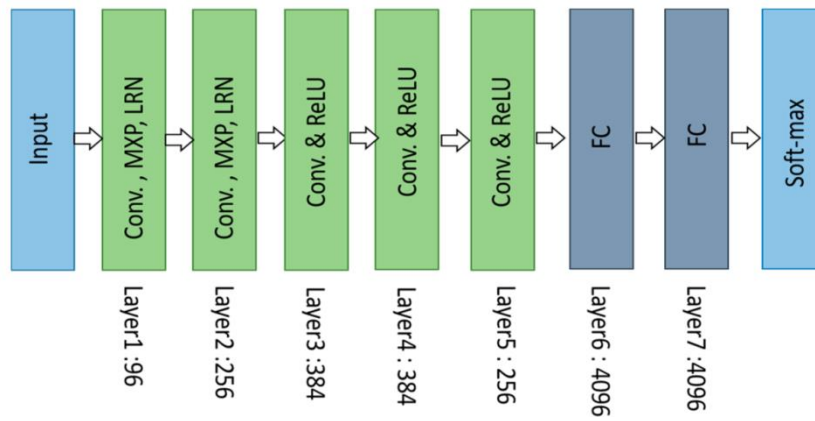 Input
Conv. , MXP, LRN
Conv. , MXP, LRN
Conv. & ReLU
Conv. & ReLU
Conv. & ReLU
FC
FC
Soft-max
Layer1 :96
Layer2 :256
Layer3 :384
Layer4 : 384
Layer5 : 256
Layer6 : 4096
Layer7 :4096